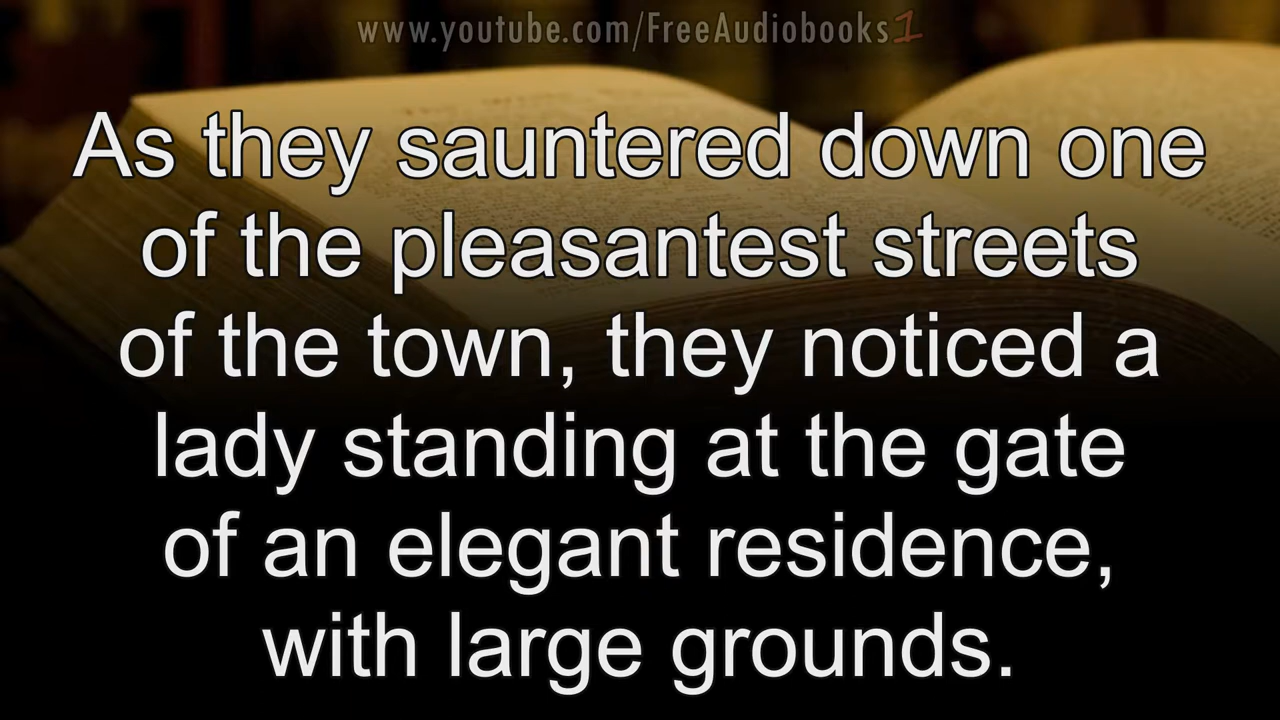 www.youtube.com/FreeAudiobooks1
As they sauntered down one
of the pleasantest streets
of the town, they noticed a
lady standing at the gate
of an elegant residence,
with large grounds.